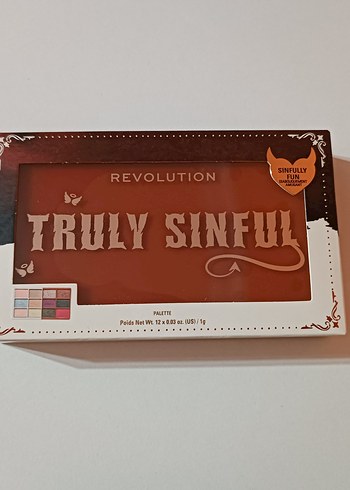 REVOLUTION
SINFULLY
FUN
TRULY SINFUL
PALETTE
Poids Net Wt. 12 x 0.03 oz. (US) / 1g